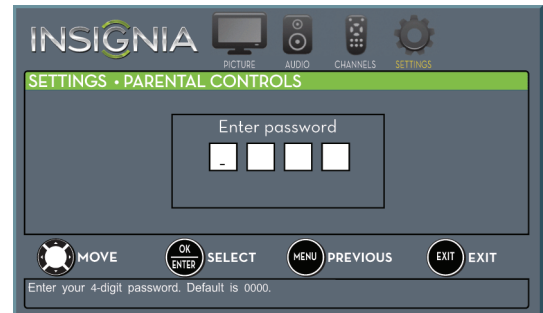 INSIGNIA
PICTURE AUDIO CHANNELS SETTINGS
SETTINGS • PARENTAL CONTROLS
Enter password
_
MOVE OK ENTER SELECT MENU PREVIOUS EXIT EXIT
Enter your 4-digit password. Default is 0000.